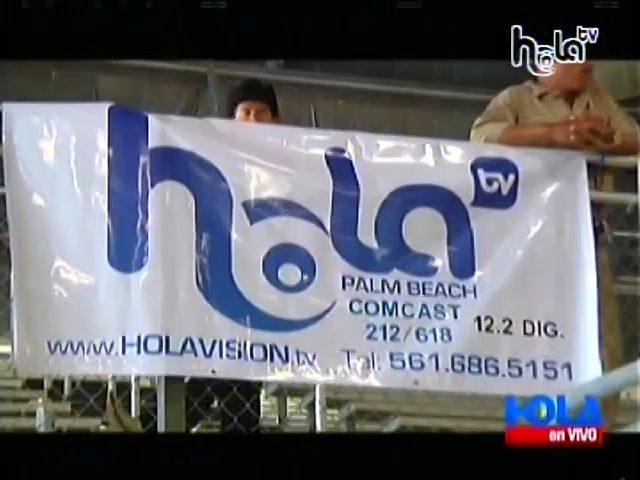 hola tv
hola tv
PALM BEACH
COMCAST
212/618
12.2 DIG.
www.HOLAVISION.tv Tel: 561.686.5151
HOLA
en VIVO